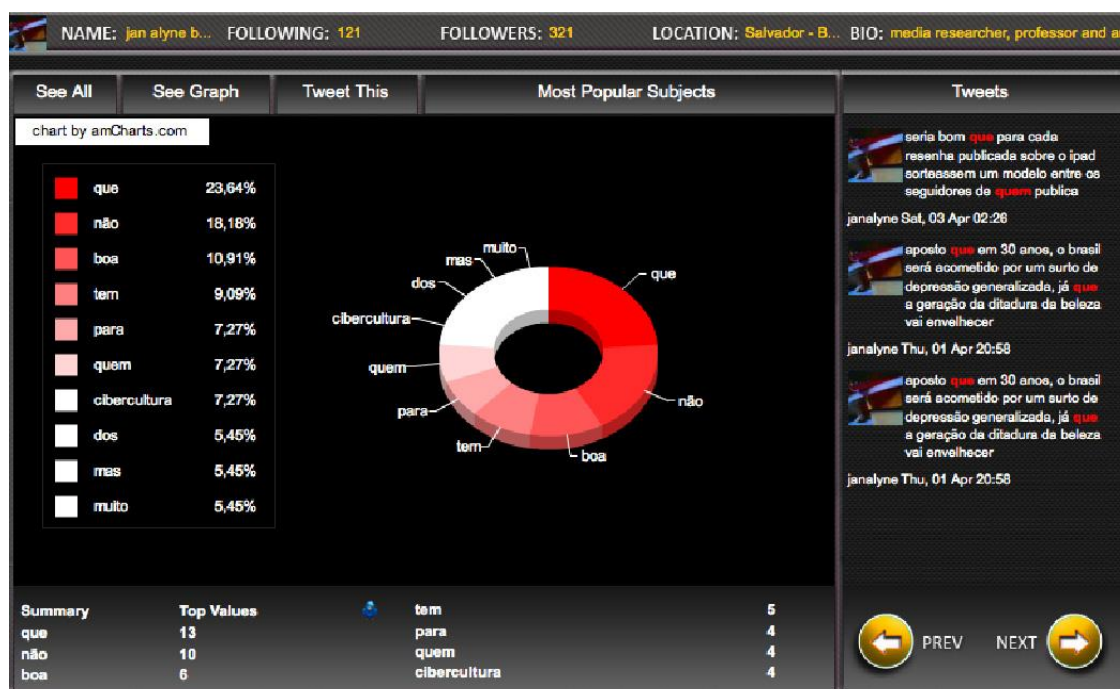 NAME: jan alyne b... FOLLOWING: 121 FOLLOWERS: 321 LOCATION: Salvador - B... BIO: media researcher, professor and a
See All See Graph Tweet This Most Popular Subjects Tweets
chart by amCharts.com
que 23,64%
não 18,18%
boa 10,91%
tem 9,09%
para 7,27%
quem 7,27%
cibercultura 7,27%
dos 5,45%
mas 5,45%
muito 5,45%
muito
mas
dos
cibercultura
quem
para
tem
boa
não
que
seria bom que para cada
resenha publicada sobre o ipad
sorteassem um modelo entre os
seguidores de quem publica
janalyne Sat, 03 Apr 02:26
aposto que em 30 anos, o brasil
será acometido por um surto de
depressão generalizada, já que
a geração da ditadura da beleza
vai envelhecer
janalyne Thu, 01 Apr 20:58
aposto que em 30 anos, o brasil
será acometido por um surto de
depressão generalizada, já que
a geração da ditadura da beleza
vai envelhecer
janalyne Thu, 01 Apr 20:58
Summary Top Values
que 13
não 10
boa 6
tem 5
para 4
quem 4
cibercultura 4
PREV NEXT